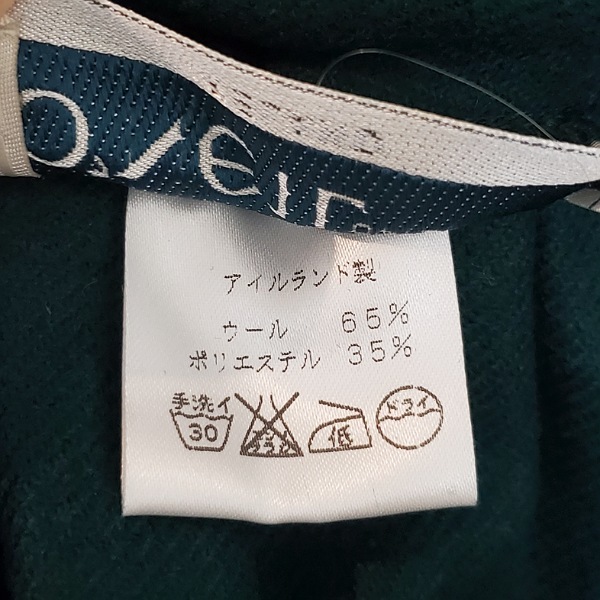 アイルランド製
ウール 65%
ポリエステル 35%
手洗イ
30
低
ドライ